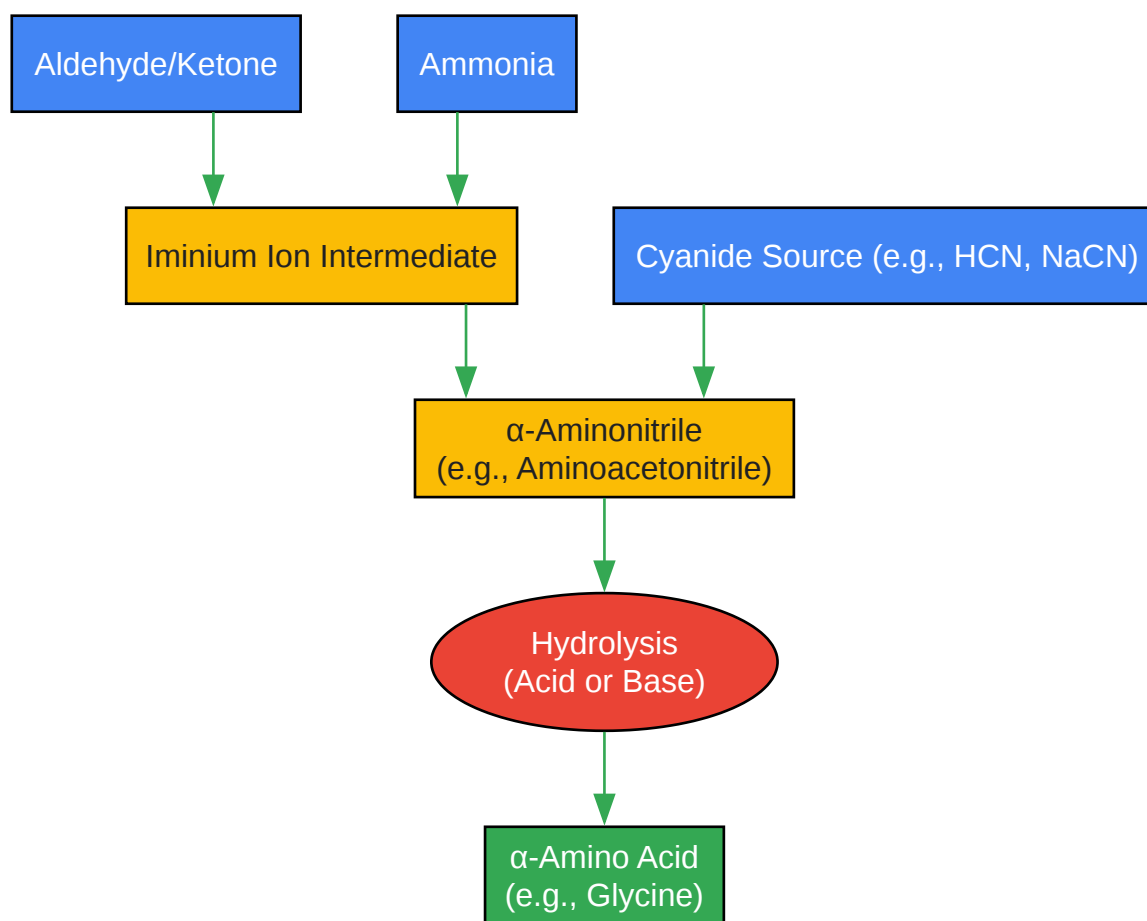 Aldehyde/Ketone
Ammonia
Iminium Ion Intermediate
Cyanide Source (e.g., HCN, NaCN)
α-Aminonitrile
(e.g., Aminoacetonitrile)
Hydrolysis
(Acid or Base)
α-Amino Acid
(e.g., Glycine)